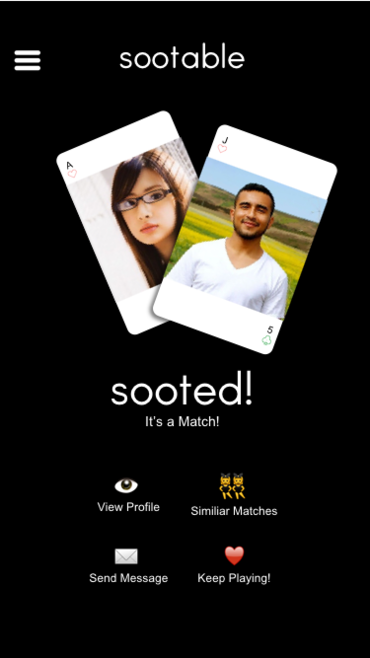 sootable
A
J
5
sooted!
It's a Match!
View Profile
Similiar Matches
Send Message
Keep Playing!